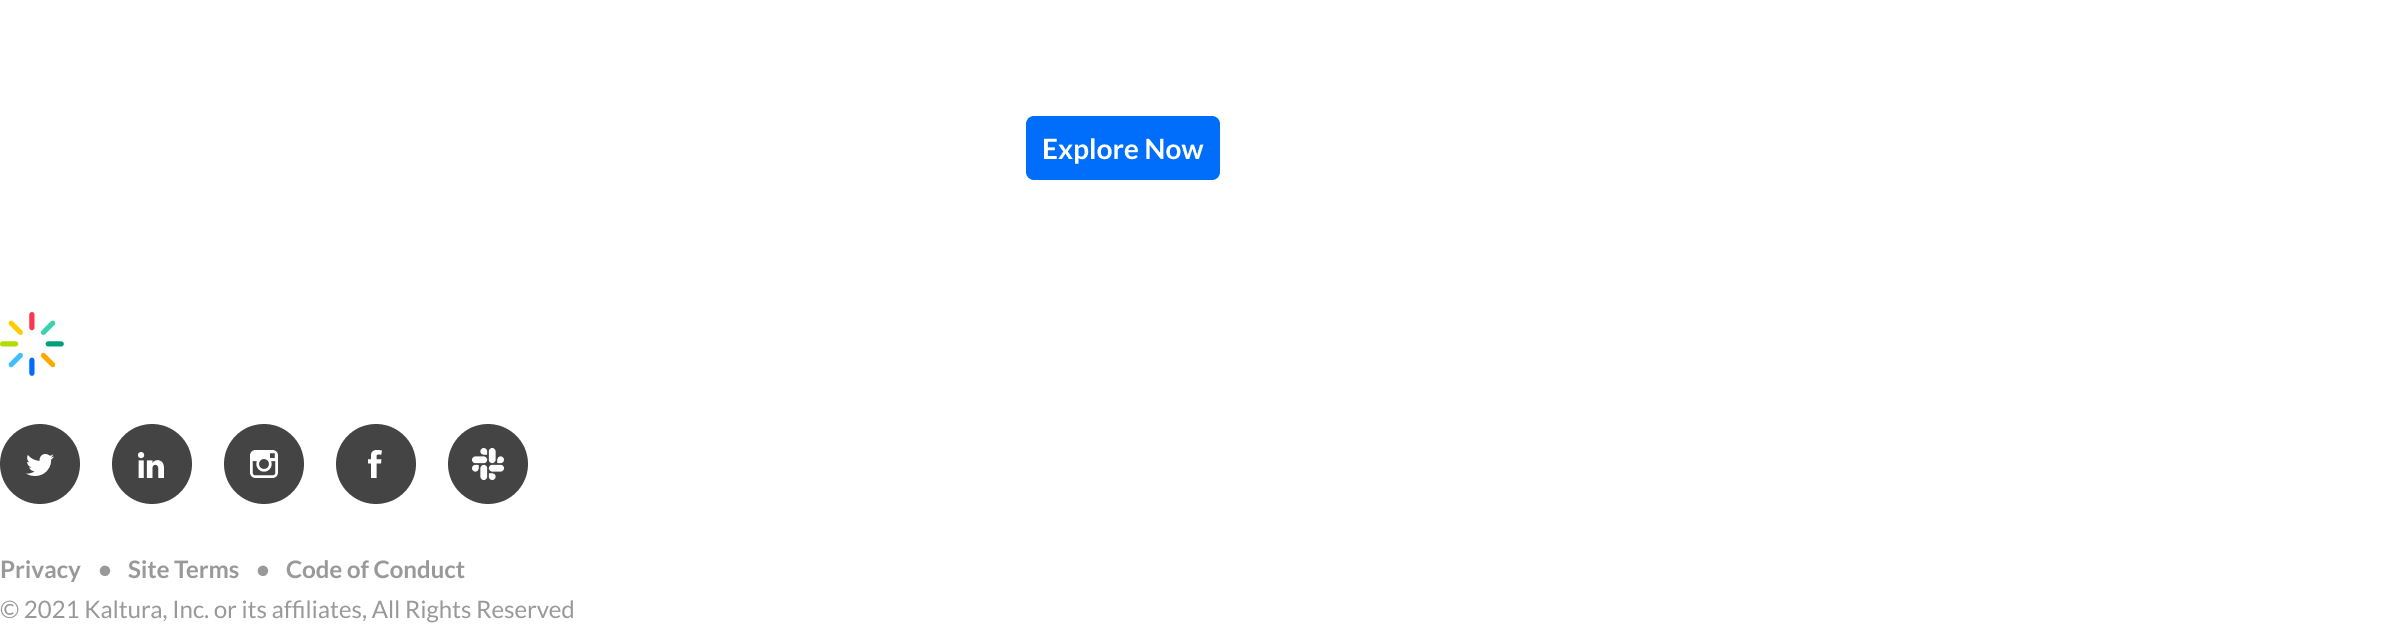 Explore Now
Privacy • Site Terms • Code of Conduct
© 2021 Kaltura, Inc. or its affiliates, All Rights Reserved